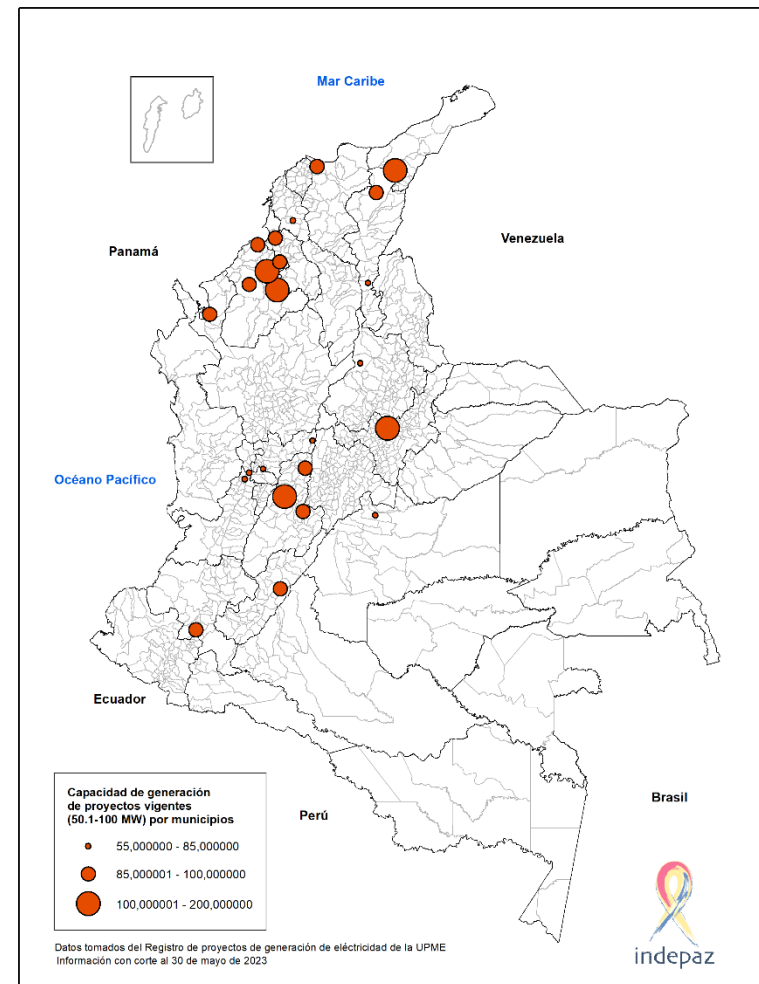 Mar Caribe
Panamá
Venezuela
Océano Pacífico
Ecuador
Perú
Brasil
Capacidad de generación
de proyectos vigentes
(50.1-100 MW) por municipios
55,000000 - 85,000000
85,000001 - 100,000000
100,000001 - 200,000000
Datos tomados del Registro de proyectos de generación de eléctricidad de la UPME
Información con corte al 30 de mayo de 2023
indepaz